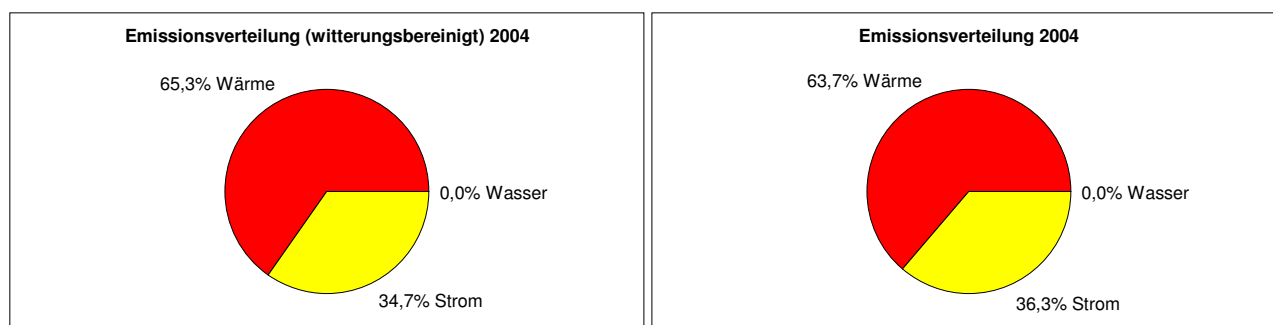 Emissionsverteilung (witterungsbereinigt) 2004
65,3% Wärme
0,0% Wasser
34,7% Strom
Emissionsverteilung 2004
63,7% Wärme
0,0% Wasser
36,3% Strom